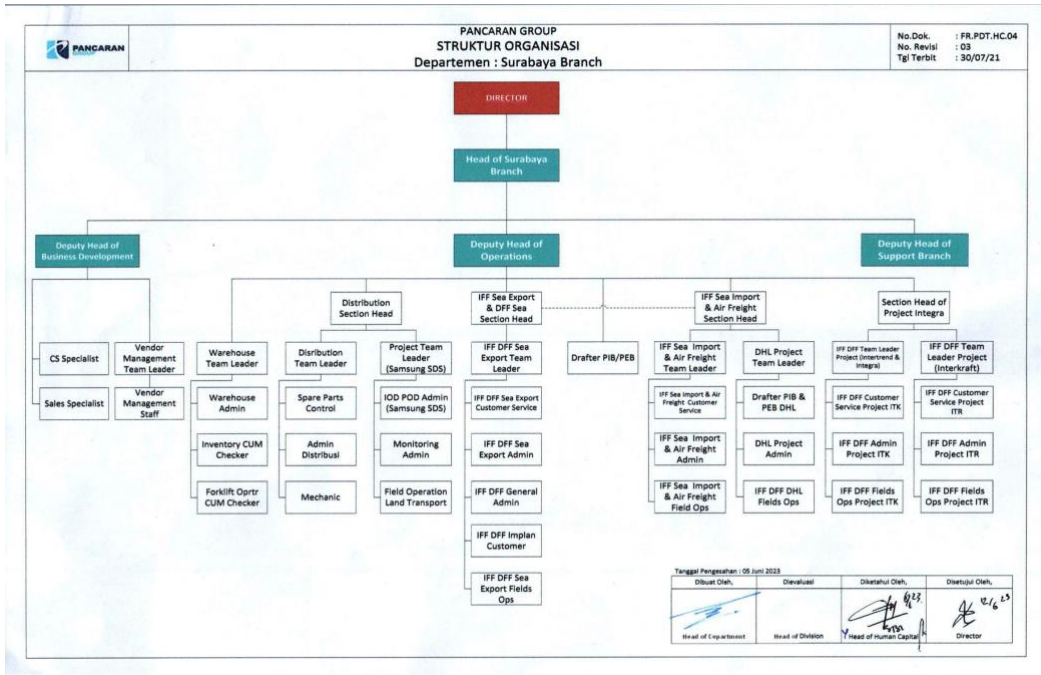 PANCARAN
GROUP
PANCARAN GROUP
STRUKTUR ORGANISASI
Departemen : Surabaya Branch
No.Dok. : FR.PDT.HC.04
No. Revisi : 03
Tgl Terbit : 30/07/21
DIRECTOR
Head of Surabaya
Branch
Deputy Head of
Business Development
Deputy Head of
Operations
Deputy Head of
Support Branch
Distribution
Section Head
IFF Sea Export
& DFF Sea
Section Head
IFF Sea Import
& Air Freight
Section Head
Section Head of
Project Integra
CS Specialist
Vendor
Management
Team Leader
Warehouse
Team Leader
Disribution
Team Leader
Project Team
Leader
(Samsung SDS)
IFF DFF Sea
Export Team
Leader
Drafter PIB/PEB
IFF Sea Import
& Air Freight
Team Leader
DHL Project
Team Leader
IFF DFF Team Leader
Project (Intertrend &
Integra)
IFF DFF Team
Leader Project
(Interkraft)
Sales Specialist
Vendor
Management
Staff
Warehouse
Admin
Spare Parts
Control
IOD POD Admin
(Samsung SDS)
IFF DFF Sea Export
Customer Service
IFF Sea Import & Air
Freight Customer
Service
Drafter PIB &
PEB DHL
IFF DFF Customer
Service Project ITK
IFF DFF Customer
Service Project
ITR
Inventory CUM
Checker
Admin
Distribusi
Monitoring
Admin
IFF DFF Sea
Export Admin
IFF Sea Import
& Air Freight
Admin
DHL Project
Admin
IFF DFF Admin
Project ITK
IFF DFF Admin
Project ITR
Forklift Oprtr
CUM Checker
Mechanic
Field Operation
Land Transport
IFF DFF General
Admin
IFF Sea Import
& Air Freight
Field Ops
IFF DFF DHL
Fields Ops
IFF DFF Fields
Ops Project ITK
IFF DFF Fields
Ops Project ITR
IFF DFF Implan
Customer
IFF DFF Sea
Export Fields
Ops
Tanggal Pengesahan : 05 Juni 2023
Dibuat Oleh,
Dievaluasi
Diketahui Oleh,
Disetujui Oleh,
12/6 23
Head of Department
Head of Division
Head of Human Capital
Director